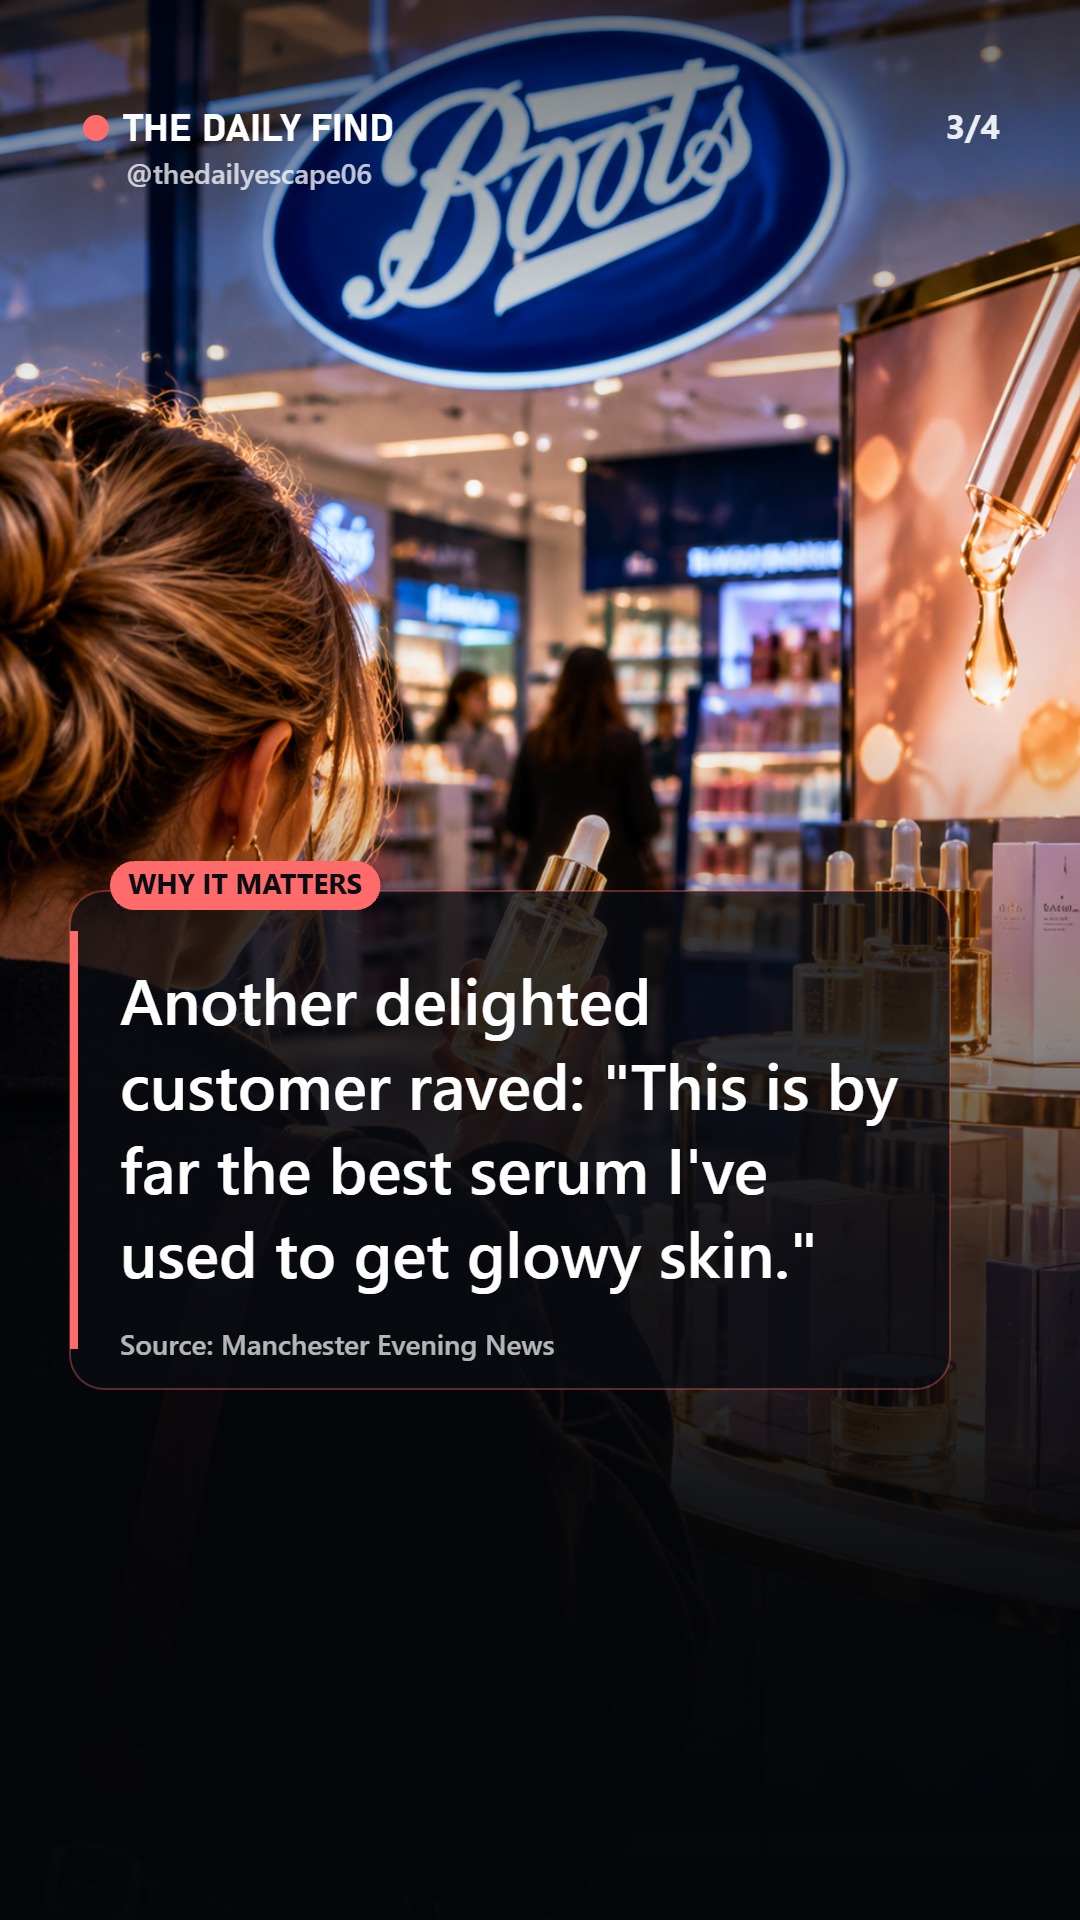 THE DAILY FIND
@thedailyescape06
3/4
Boots
WHY IT MATTERS
Another delighted
customer raved: "This is by
far the best serum I've
used to get glowy skin."
Source: Manchester Evening News